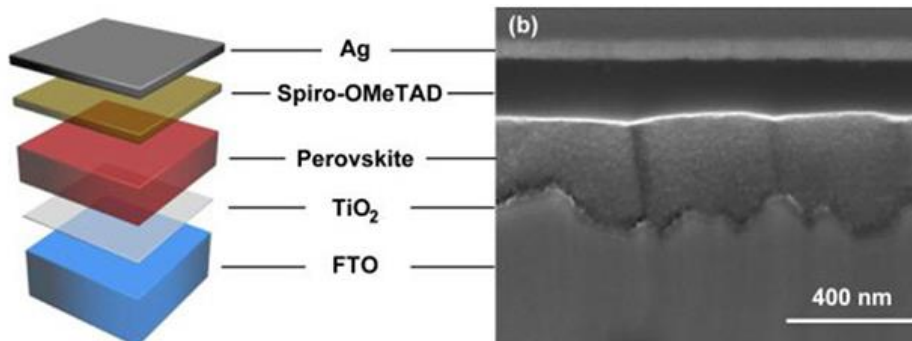 (b)
Ag
Spiro-OMeTAD
Perovskite
TiO₂
FTO
400 nm